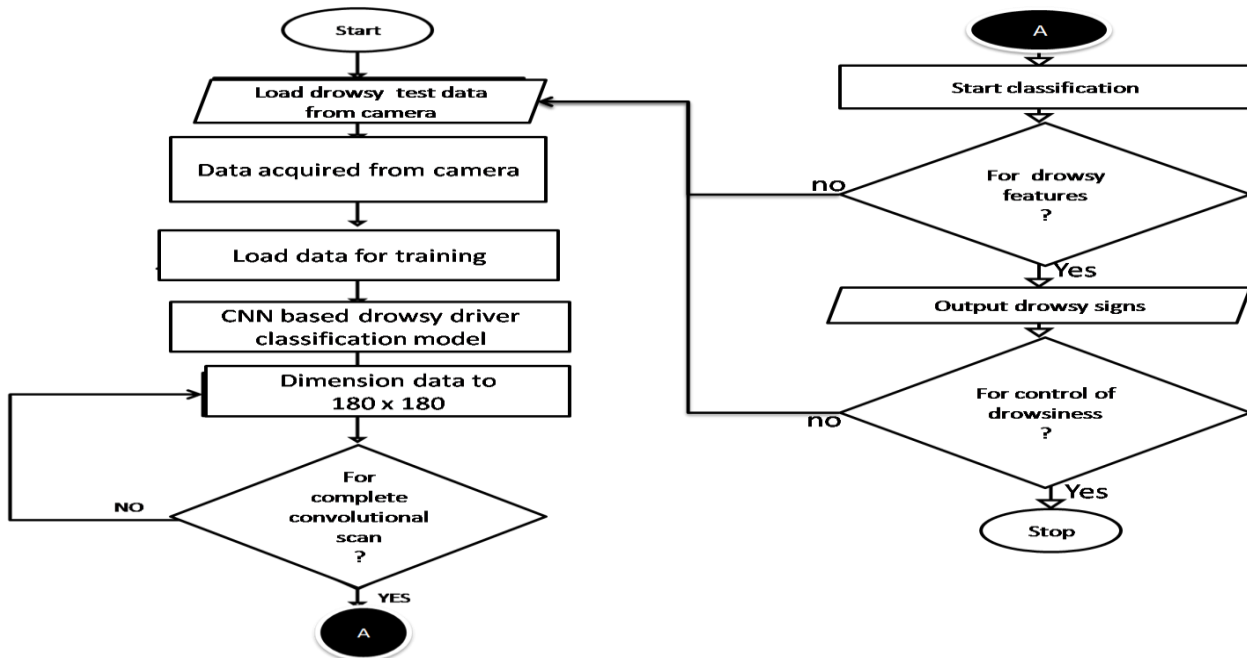 Start
Load drowsy test data
from camera
Data acquired from camera
Load data for training
CNN based drowsy driver
classification model
Dimension data to
180 x 180
For
complete
convolutional
scan
?
NO
YES
A
A
Start classification
For drowsy
features
?
no
Yes
Output drowsy signs
For control of
drowsiness
?
no
Yes
Stop